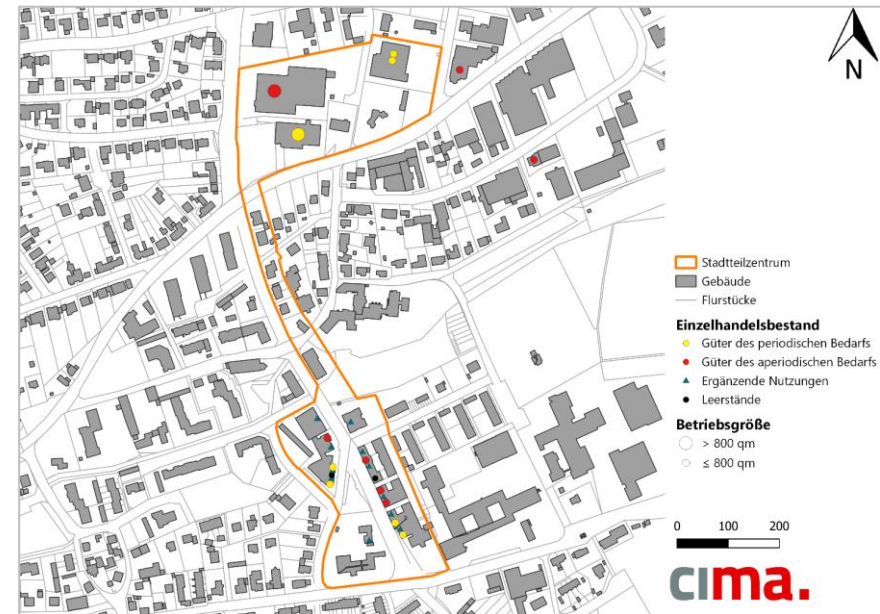 N
Stadtteilzentrum
Gebäude
Flurstücke
Einzelhandelsbestand
Güter des periodischen Bedarfs
Güter des aperiodischen Bedarfs
Ergänzende Nutzungen
Leerstände
Betriebsgröße
> 800 qm
≤ 800 qm
0 100 200
cima.